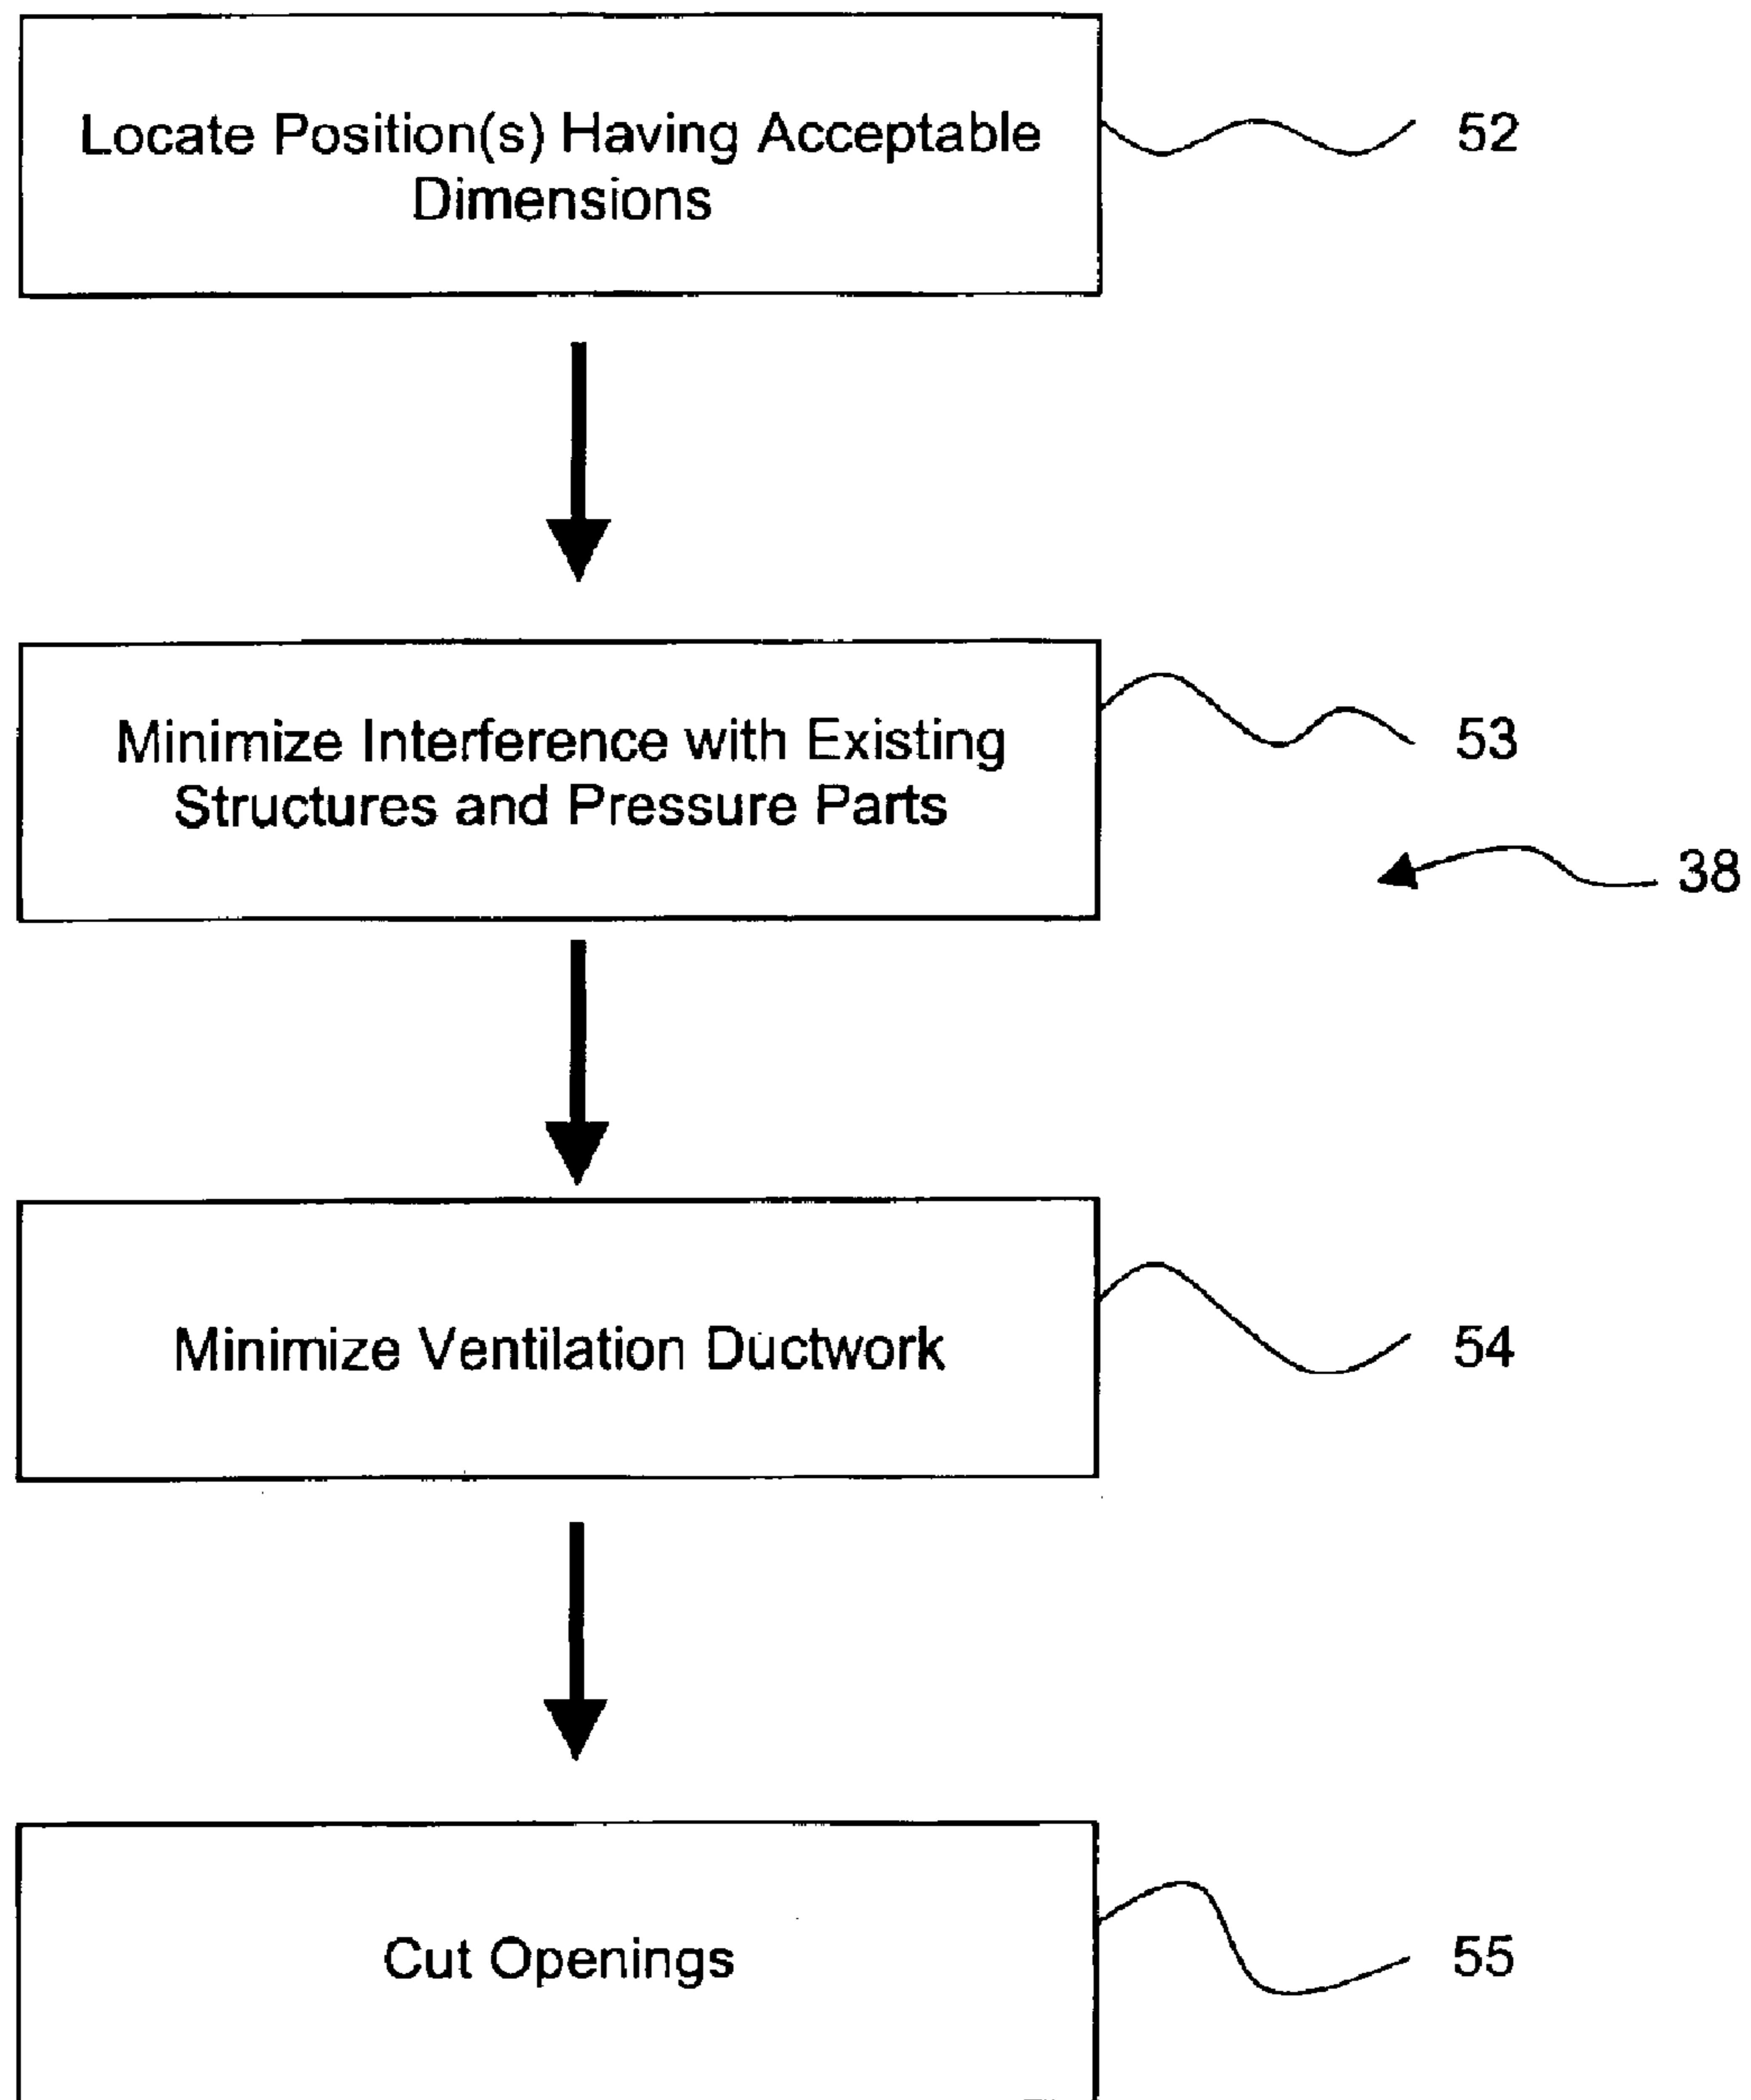 Locate Position(s) Having Acceptable
Dimensions
52
Minimize Interference with Existing
Structures and Pressure Parts
53
38
Minimize Ventilation Ductwork
54
Cut Openings
55